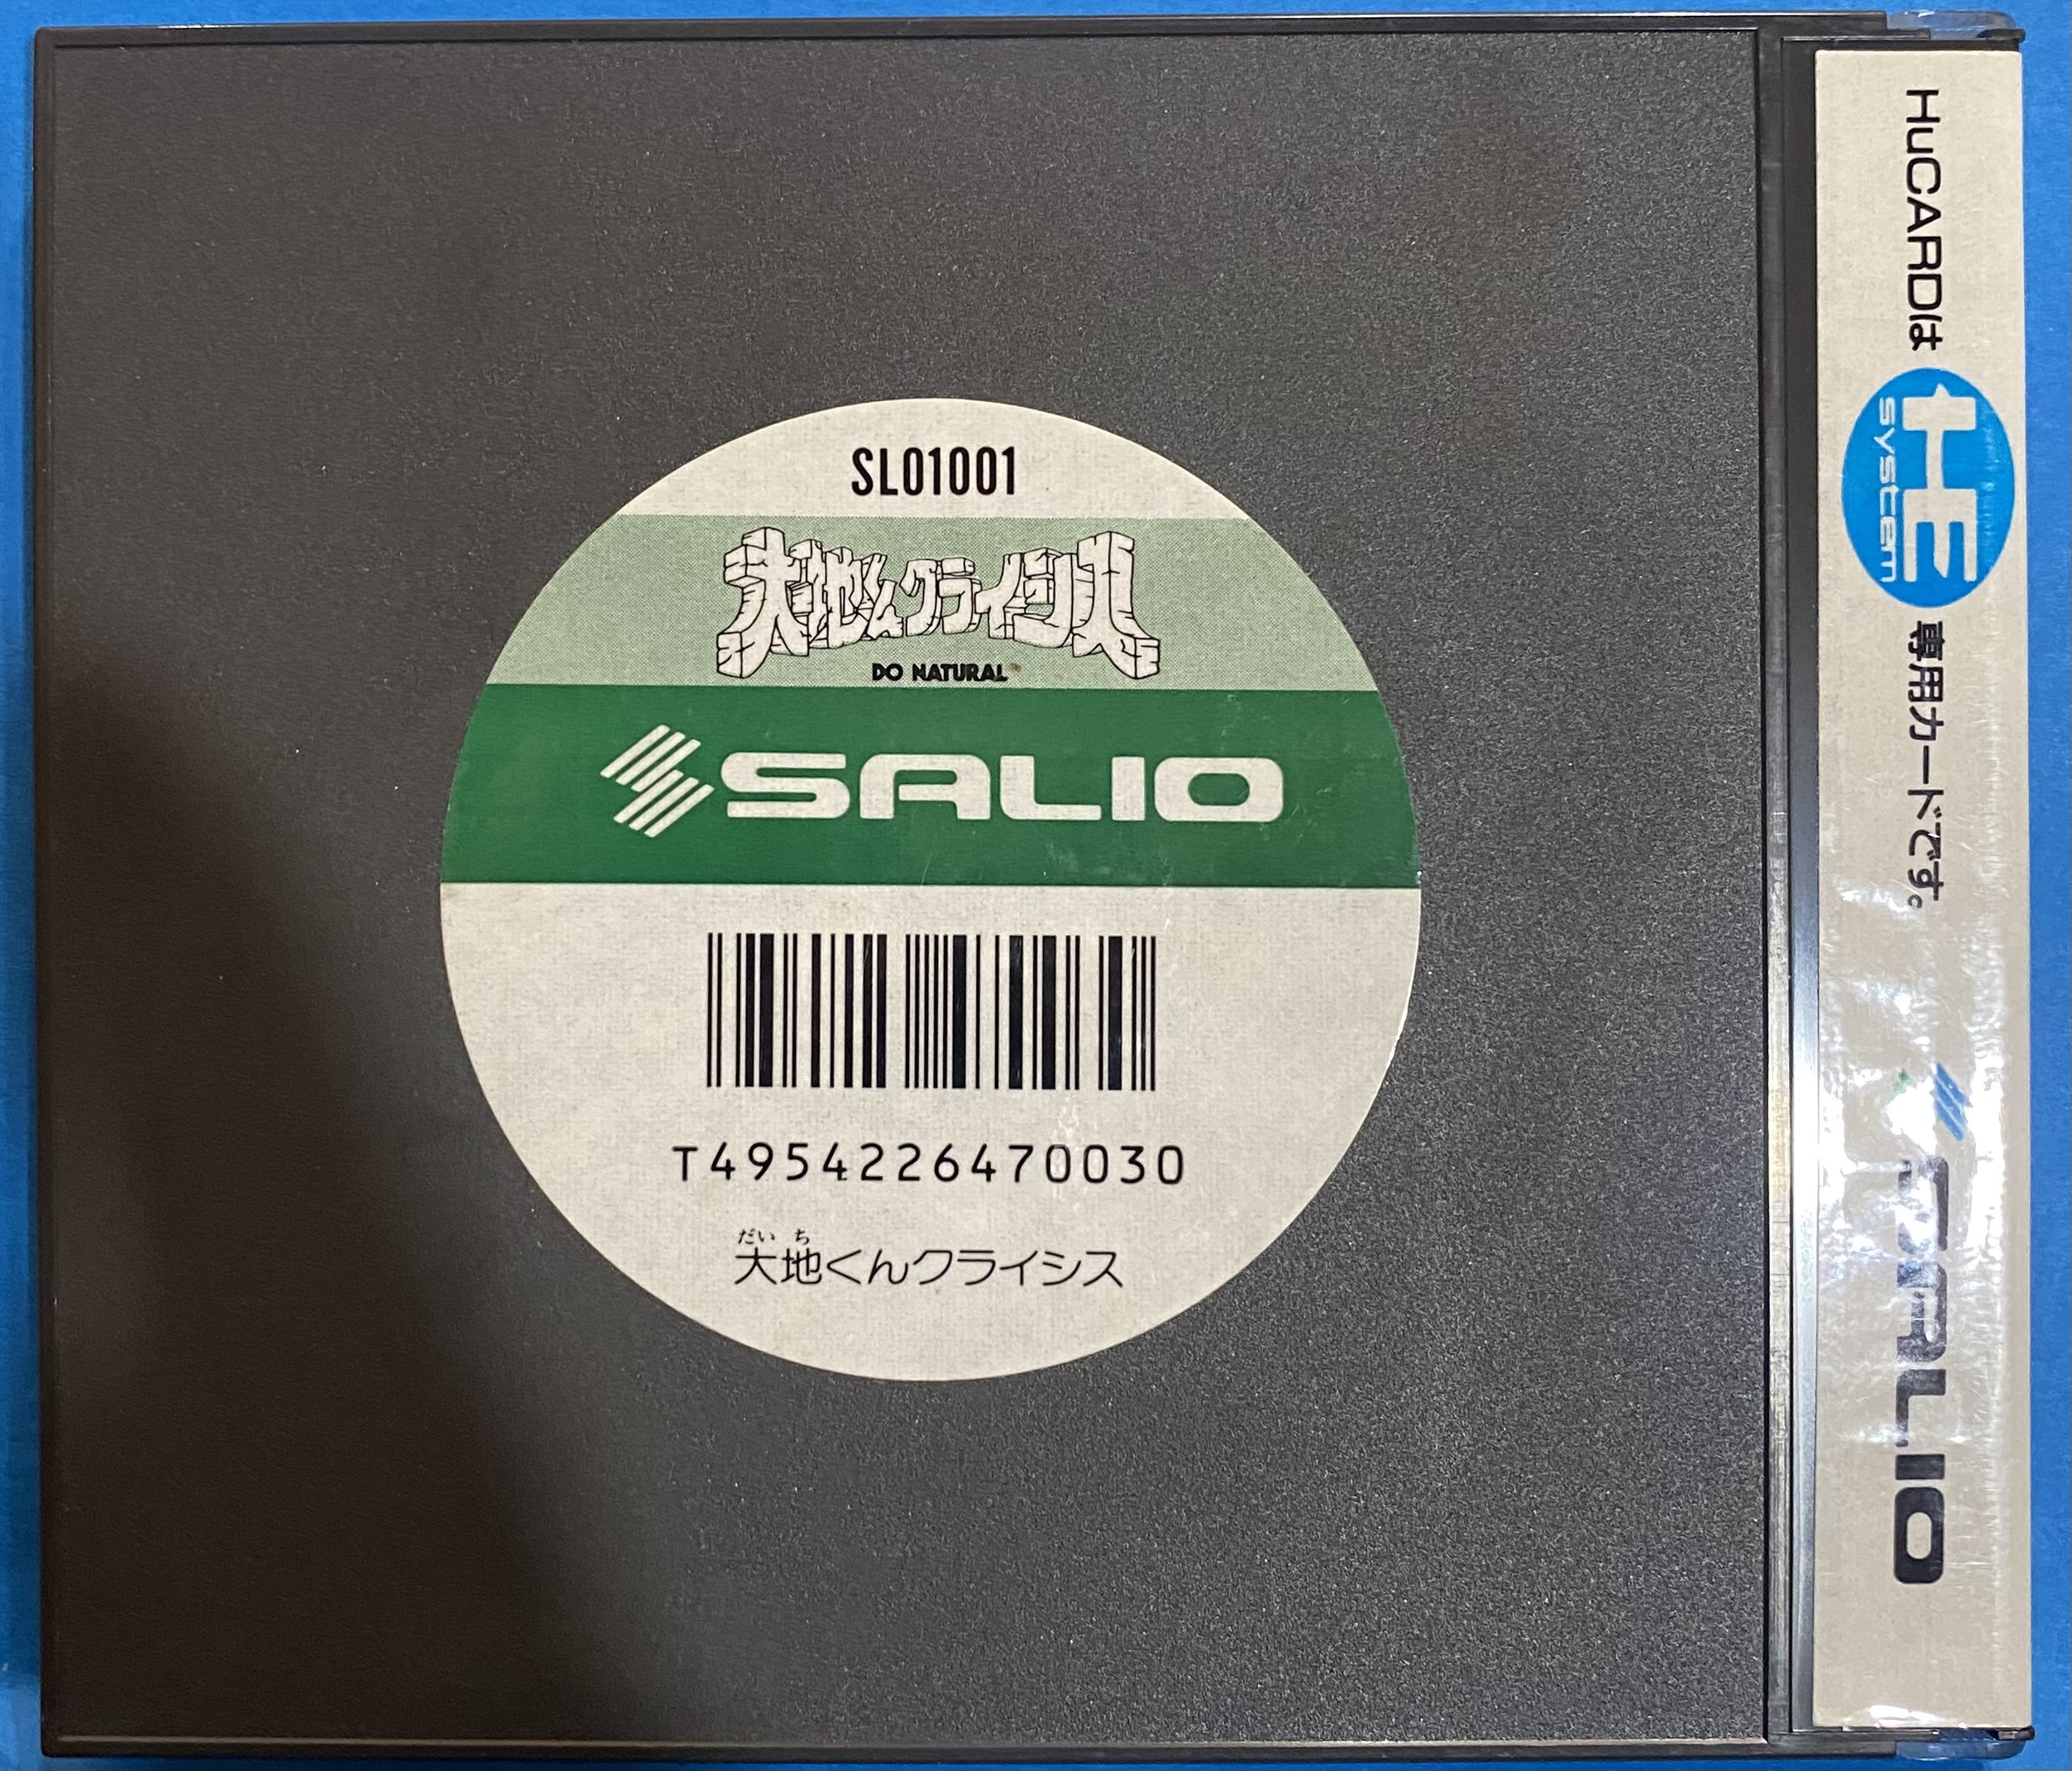 SL01001
大地くんクライシス
DO NATURAL
SALIO
T4954226470030
だいち
大地くんクライシス
HuCARDは HE system 専用カードです。
SALIO